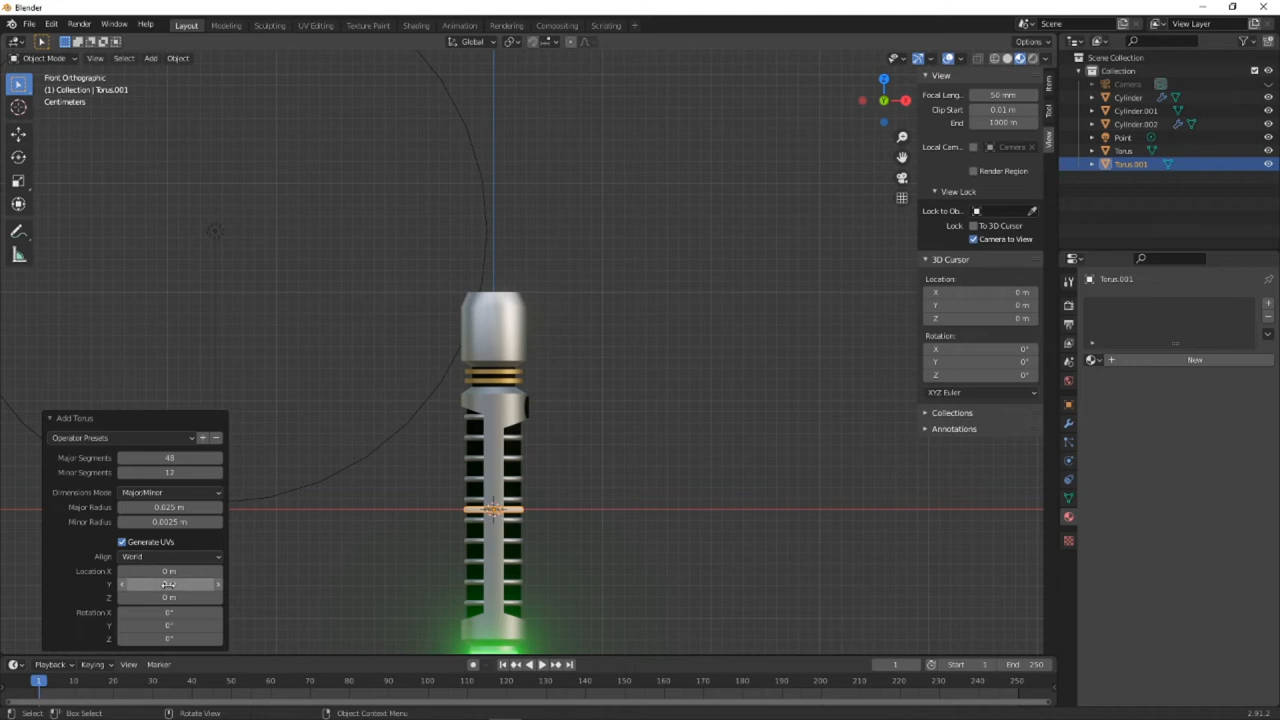 Blender
File Edit Render Window Help
Layout Modeling Sculpting UV Editing Texture Paint Shading Animation Rendering Compositing Scripting +
Scene
View Layer
Global
Options
Object Mode View Select Add Object
Front Orthographic
(1) Collection | Torus.001
Centimeters
View
Focal Leng... 50 mm
Clip Start 0.01 m
End 1000 m
Local Cam... Camera
Render Region
View Lock
Lock to Ob...
Lock To 3D Cursor
Camera to View
3D Cursor
Location:
X 0 m
Y 0 m
Z 0 m
Rotation:
X 0°
Y 0°
Z 0°
XYZ Euler
Collections
Annotations
Item
Tool
View
Z
Y
X
Scene Collection
Collection
Camera
Cylinder
Cylinder.001
Cylinder.002
Point
Torus
Torus.001
Torus.001
New
Add Torus
Operator Presets
Major Segments 48
Minor Segments 12
Dimensions Mode Major/Minor
Major Radius 0.025 m
Minor Radius 0.0025 m
Generate UVs
Align World
Location X 0 m
Y
Z 0 m
Rotation X 0°
Y 0°
Z 0°
Playback Keying View Marker
1 Start 1 End 250
1 10 20 30 40 50 60 70 80 90 100 110 120 130 140 150 160 170 180 190 200 210 220 230 240 250
Select Box Select Rotate View Object Context Menu 2.91.2